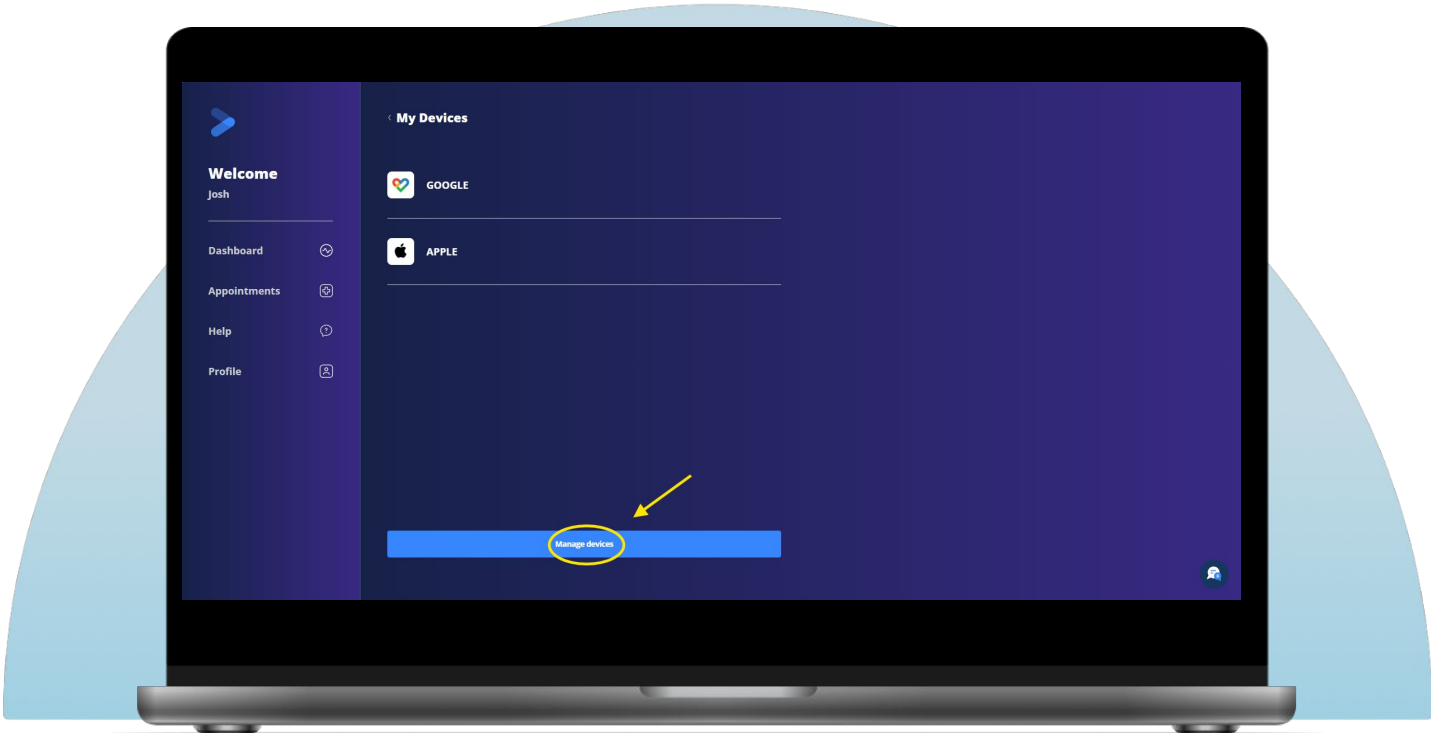 Welcome
Josh
Dashboard
Appointments
Help
Profile
My Devices
GOOGLE
APPLE
Manage devices